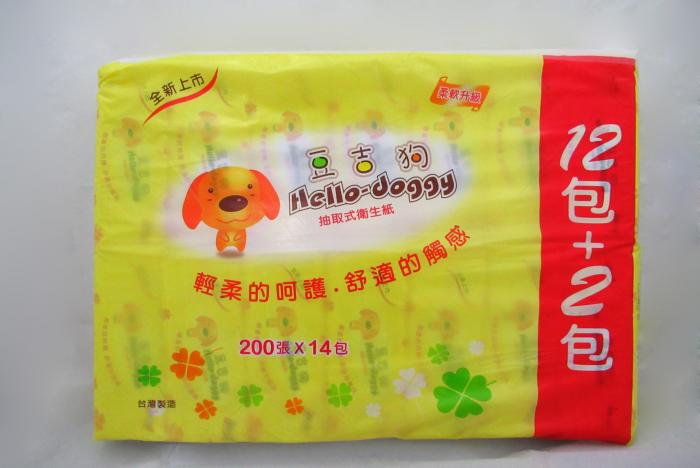 全新上市
柔軟升級
豆吉狗
Hello-doggy
抽取式衛生紙
輕柔的呵護．舒適的觸感
200張X14包
台灣製造
12包+2包